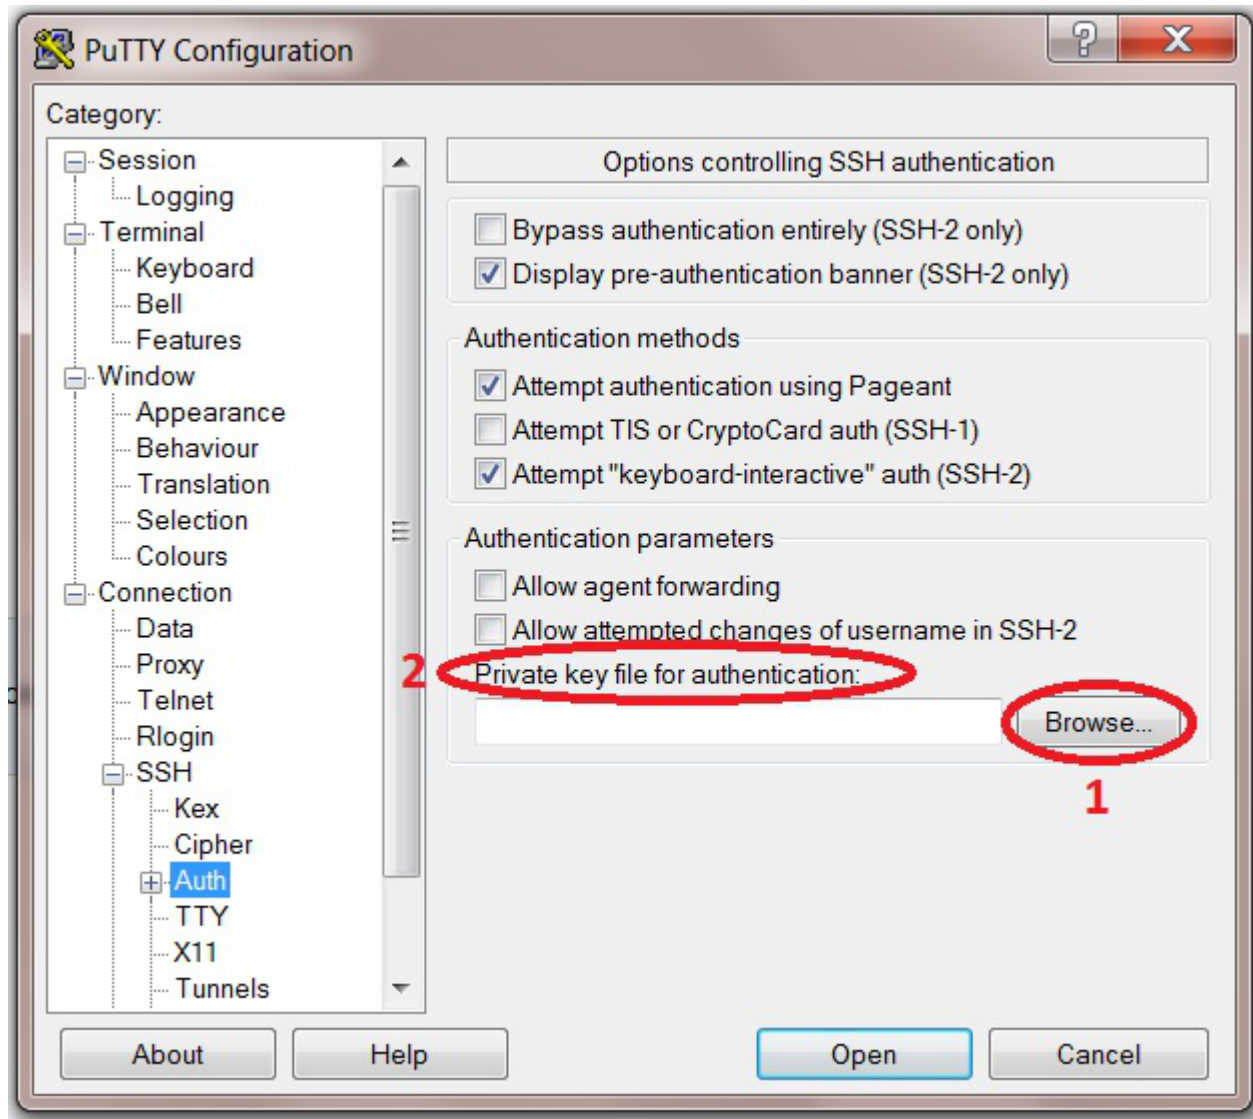 PuTTY Configuration
Category:
Session
Logging
Terminal
Keyboard
Bell
Features
Window
Appearance
Behaviour
Translation
Selection
Colours
Connection
Data
Proxy
Telnet
Rlogin
SSH
Kex
Cipher
Auth
TTY
X11
Tunnels
Options controlling SSH authentication
Bypass authentication entirely (SSH-2 only)
Display pre-authentication banner (SSH-2 only)
Authentication methods
Attempt authentication using Pageant
Attempt TIS or CryptoCard auth (SSH-1)
Attempt "keyboard-interactive" auth (SSH-2)
Authentication parameters
Allow agent forwarding
Allow attempted changes of username in SSH-2
2
Private key file for authentication:
Browse...
1
About
Help
Open
Cancel